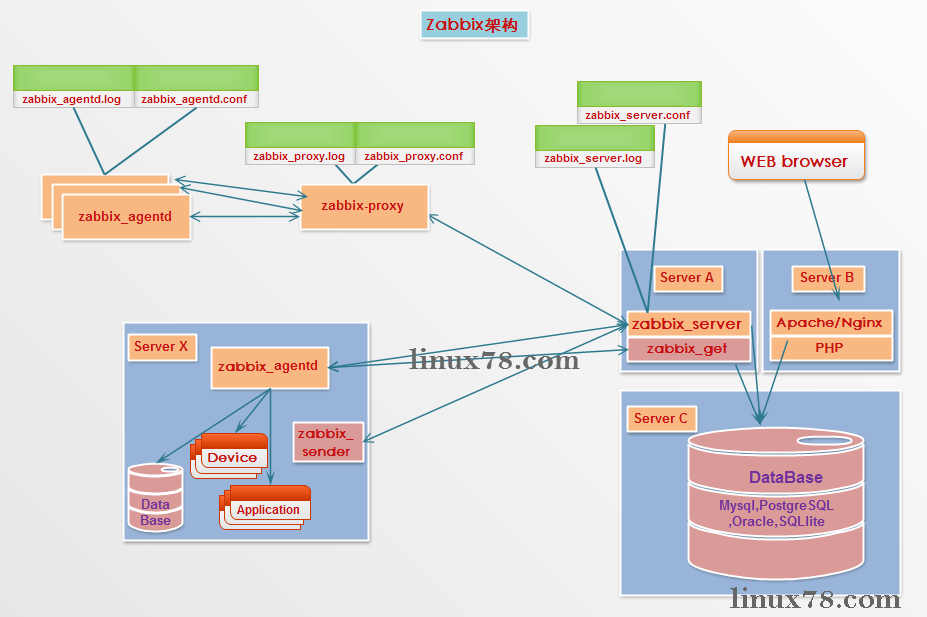 Zabbix架构
zabbix_agentd.log
zabbix_agentd.conf
zabbix_server.conf
zabbix_proxy.log
zabbix_proxy.conf
zabbix_server.log
WEB browser
zabbix_agentd
zabbix-proxy
Server A
Server B
zabbix_server
Apache/Nginx
zabbix_get
PHP
Server X
zabbix_agentd
linux78.com
Server C
zabbix_
sender
Device
DataBase
Data
Base
Application
Mysql,PostgreSQL
,Oracle,SQLlite
linux78.com